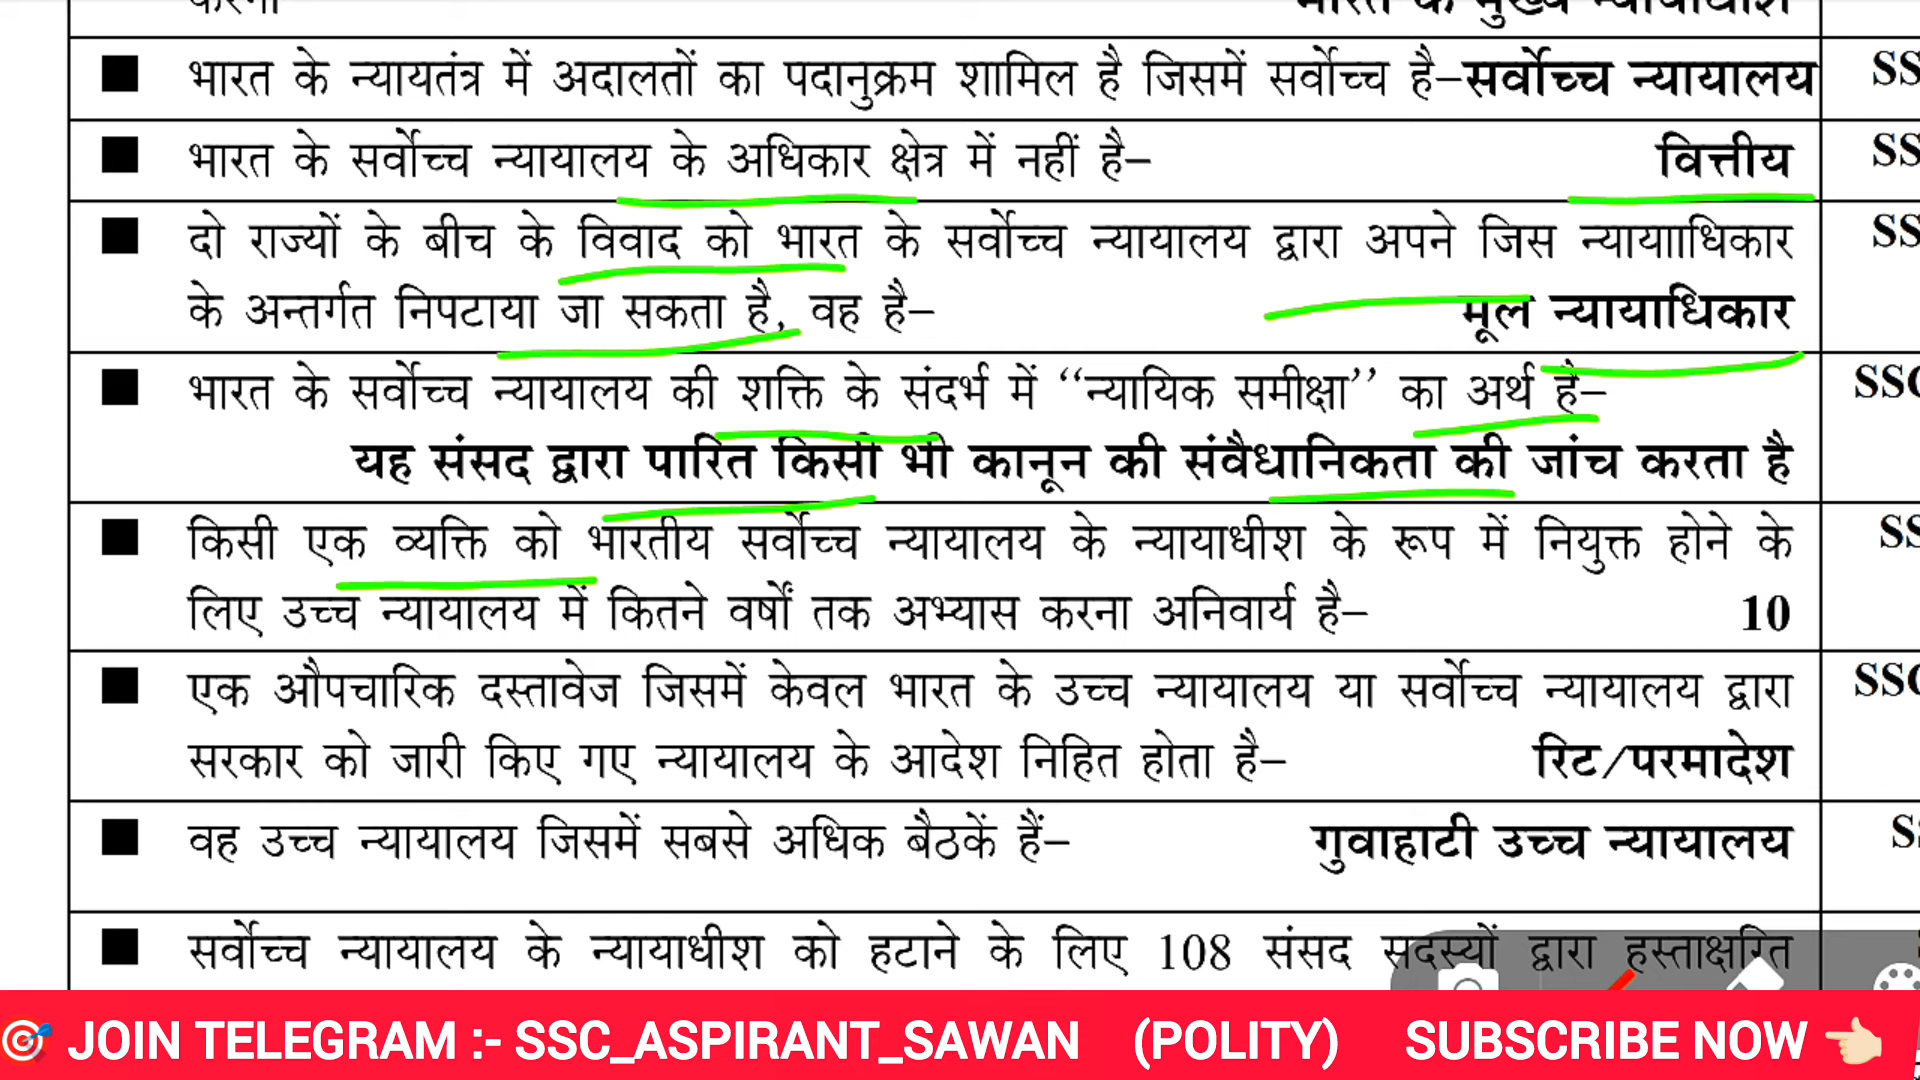 करेगा
भारत के मुख्य न्यायाधीश
■ भारत के न्यायतंत्र में अदालतों का पदानुक्रम शामिल है जिसमें सर्वोच्च है–सर्वोच्च न्यायालय SS
■ भारत के सर्वोच्च न्यायालय के अधिकार क्षेत्र में नहीं है– वित्तीय SS
■ दो राज्यों के बीच के विवाद को भारत के सर्वोच्च न्यायालय द्वारा अपने जिस न्यायााधिकार SS
के अन्तर्गत निपटाया जा सकता है, वह है– मूल न्यायाधिकार
■ भारत के सर्वोच्च न्यायालय की शक्ति के संदर्भ में ‘‘न्यायिक समीक्षा’’ का अर्थ है– SSC
यह संसद द्वारा पारित किसी भी कानून की संवैधानिकता की जांच करता है
■ किसी एक व्यक्ति को भारतीय सर्वोच्च न्यायालय के न्यायाधीश के रूप में नियुक्त होने के SS
लिए उच्च न्यायालय में कितने वर्षों तक अभ्यास करना अनिवार्य है– 10
■ एक औपचारिक दस्तावेज जिसमें केवल भारत के उच्च न्यायालय या सर्वोच्च न्यायालय द्वारा SSC
सरकार को जारी किए गए न्यायालय के आदेश निहित होता है– रिट/परमादेश
■ वह उच्च न्यायालय जिसमें सबसे अधिक बैठकें हैं– गुवाहाटी उच्च न्यायालय SS
■ सर्वोच्च न्यायालय के न्यायाधीश को हटाने के लिए 108 संसद सदस्यों द्वारा हस्ताक्षरित
JOIN TELEGRAM :- SSC_ASPIRANT_SAWAN (POLITY) SUBSCRIBE NOW